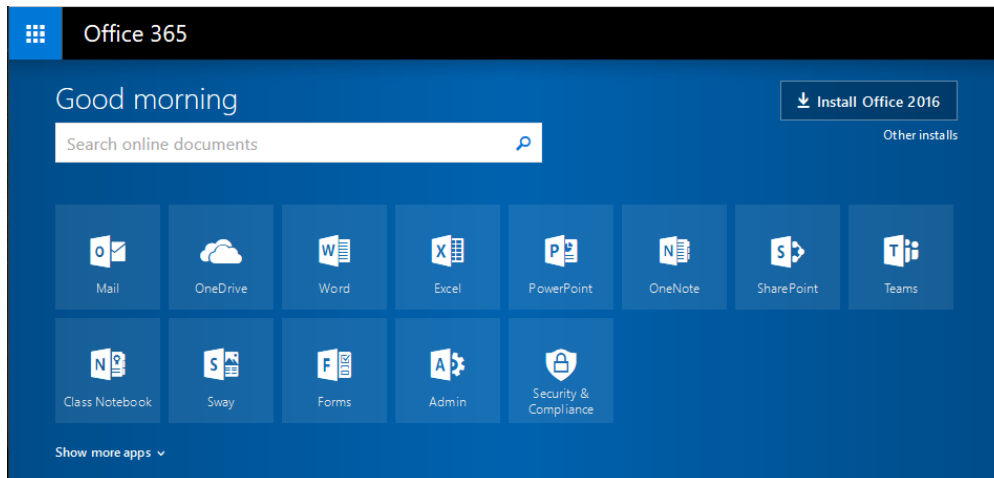 Office 365
Good morning
Install Office 2016
Search online documents
Other installs
Mail
OneDrive
Word
Excel
PowerPoint
OneNote
SharePoint
Teams
Class Notebook
Sway
Forms
Admin
Security &
Compliance
Show more apps